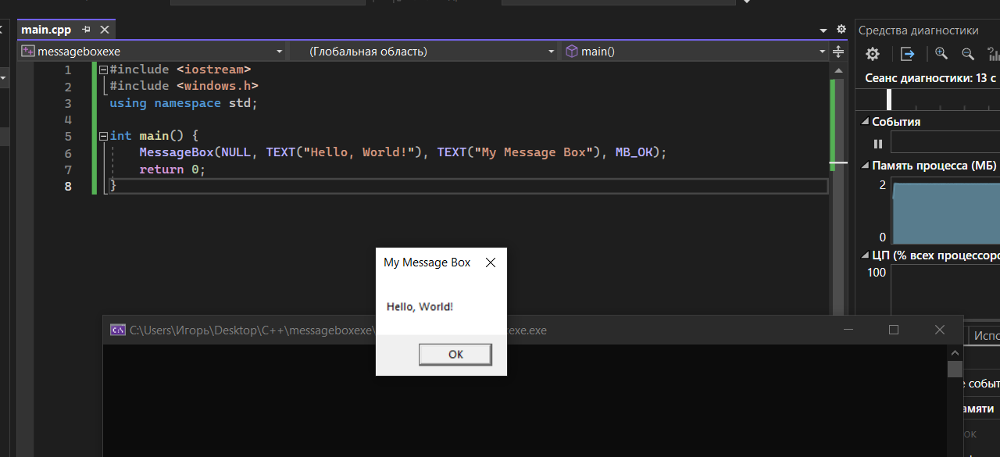 main.cpp
Средства диагностики
messageboxexe
(Глобальная область)
main()
Сеанс диагностики: 13 с
1 #include <iostream>
2 #include <windows.h>
3 using namespace std;
4
5 int main() {
6 MessageBox(NULL, TEXT("Hello, World!"), TEXT("My Message Box"), MB_OK);
7 return 0;
8 }
События
Память процесса (МБ)
2
0
ЦП (% всех процессоро
100
My Message Box
Hello, World!
OK
C:\Users\Игорь\Desktop\C++\messageboxexe\
exe.exe
Испо
е событ
амяти
ок